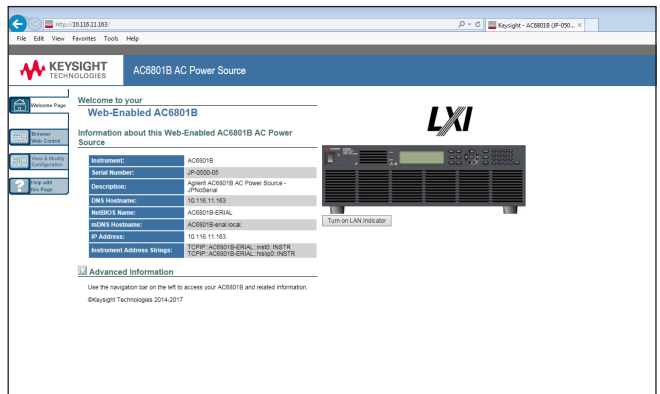 http://10.116.11.163/
Keysight - AC6801B (JP-050...
File Edit View Favorites Tools Help
KEYSIGHT
TECHNOLOGIES
AC6801B AC Power Source
Welcome Page
Browser
Web Control
View & Modify
Configuration
Help with
this Page
Welcome to your
Web-Enabled AC6801B
Information about this Web-Enabled AC6801B AC Power
Source
Instrument: AC6801B
Serial Number: JP-0500-05
Description: Agilent AC6801B AC Power Source -
JPNoSerial
DNS Hostname: 10.116.11.163
NetBIOS Name: AC6801B-ERIAL
mDNS Hostname: AC6801B-erial.local.
IP Address: 10.116.11.163
Instrument Address Strings: TCPIP::AC6801B-ERIAL::inst0::INSTR
TCPIP::AC6801B-ERIAL::hislip0::INSTR
Advanced Information
Use the navigation bar on the left to access your AC6801B and related information.
©Keysight Technologies 2014-2017
LXI
Turn on LAN Indicator